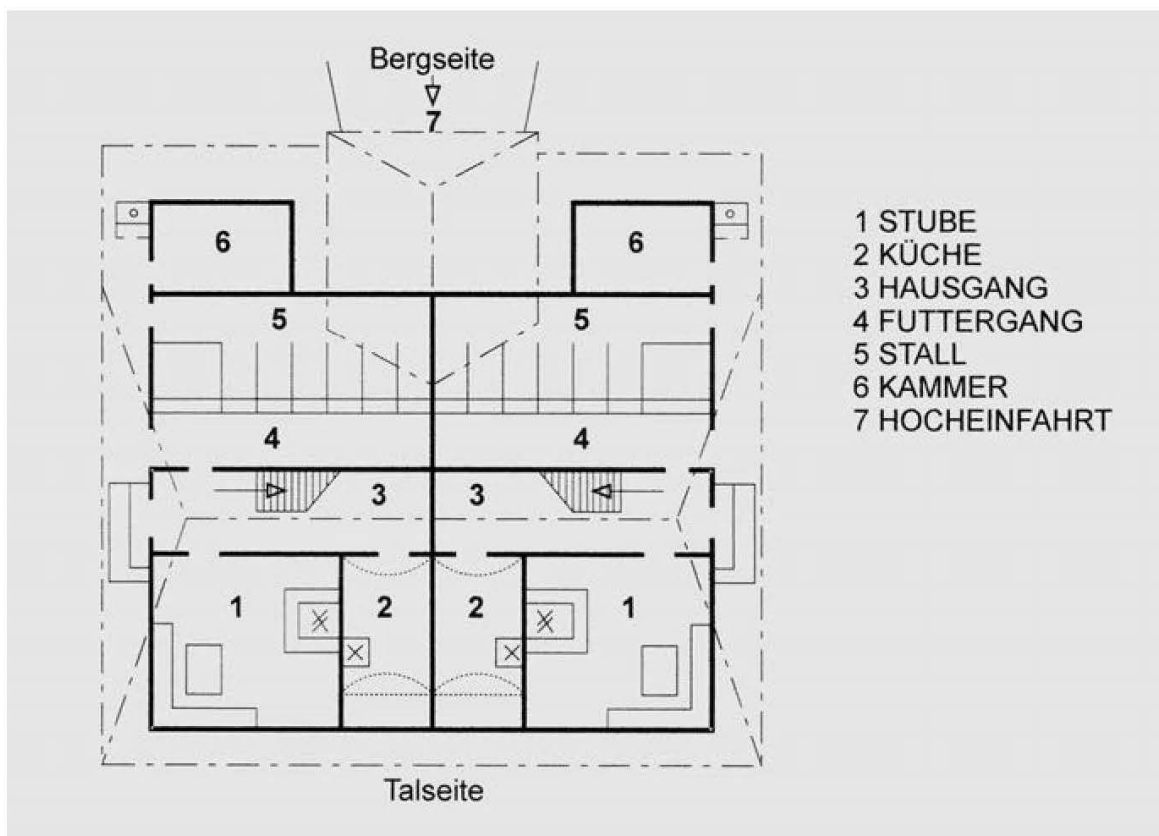 Bergseite
7
6 6
5 5
4 4
3 3
1 2 2 1
Talseite
1 STUBE
2 KÜCHE
3 HAUSGANG
4 FUTTERGANG
5 STALL
6 KAMMER
7 HOCHEINFAHRT